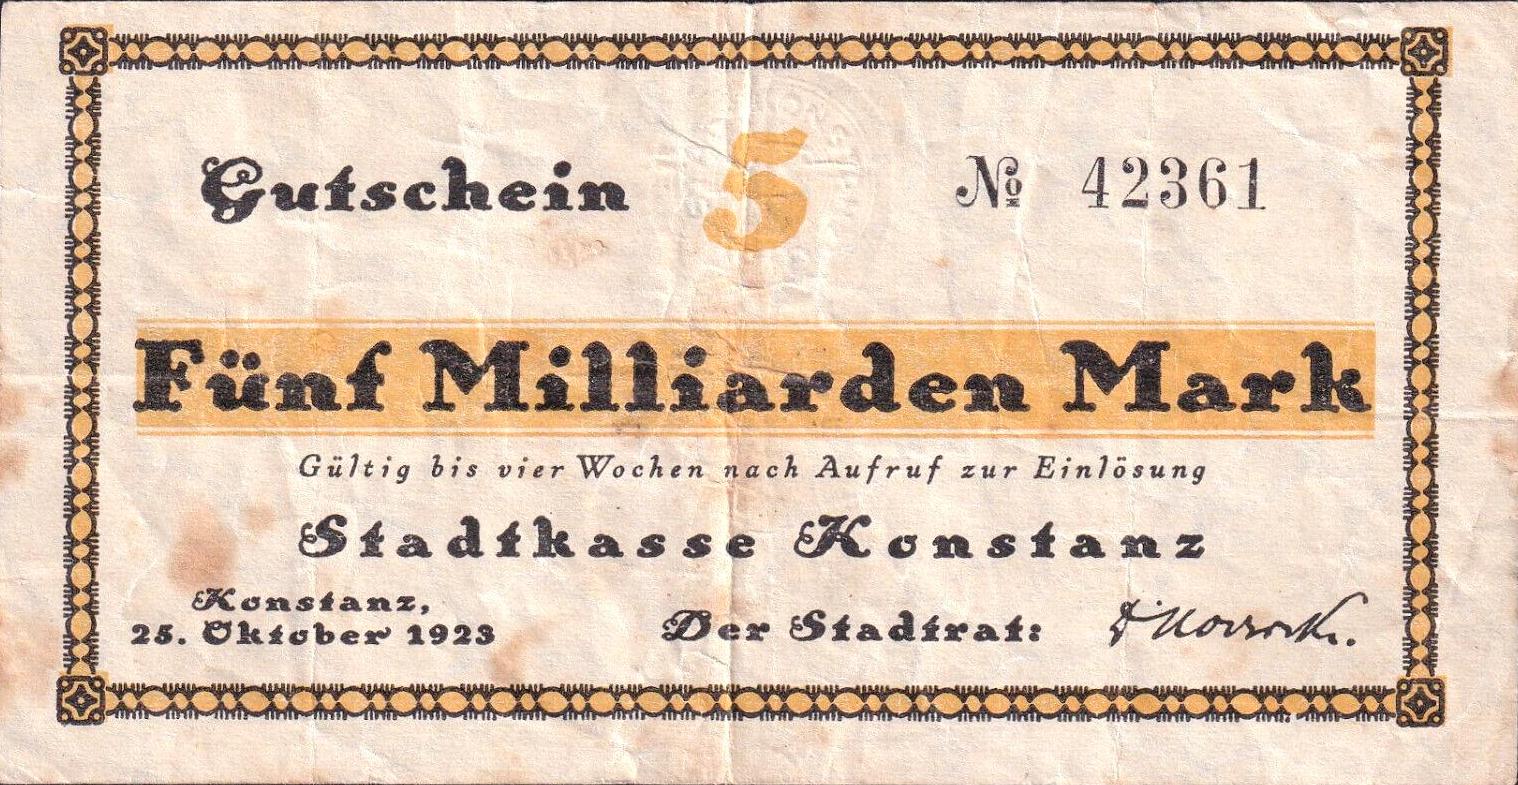 Gutschein 5 № 42361
Fünf Milliarden Mark
Gültig bis vier Wochen nach Aufruf zur Einlösung
Stadtkasse Konstanz
Konstanz,
25. Oktober 1923 Der Stadtrat: